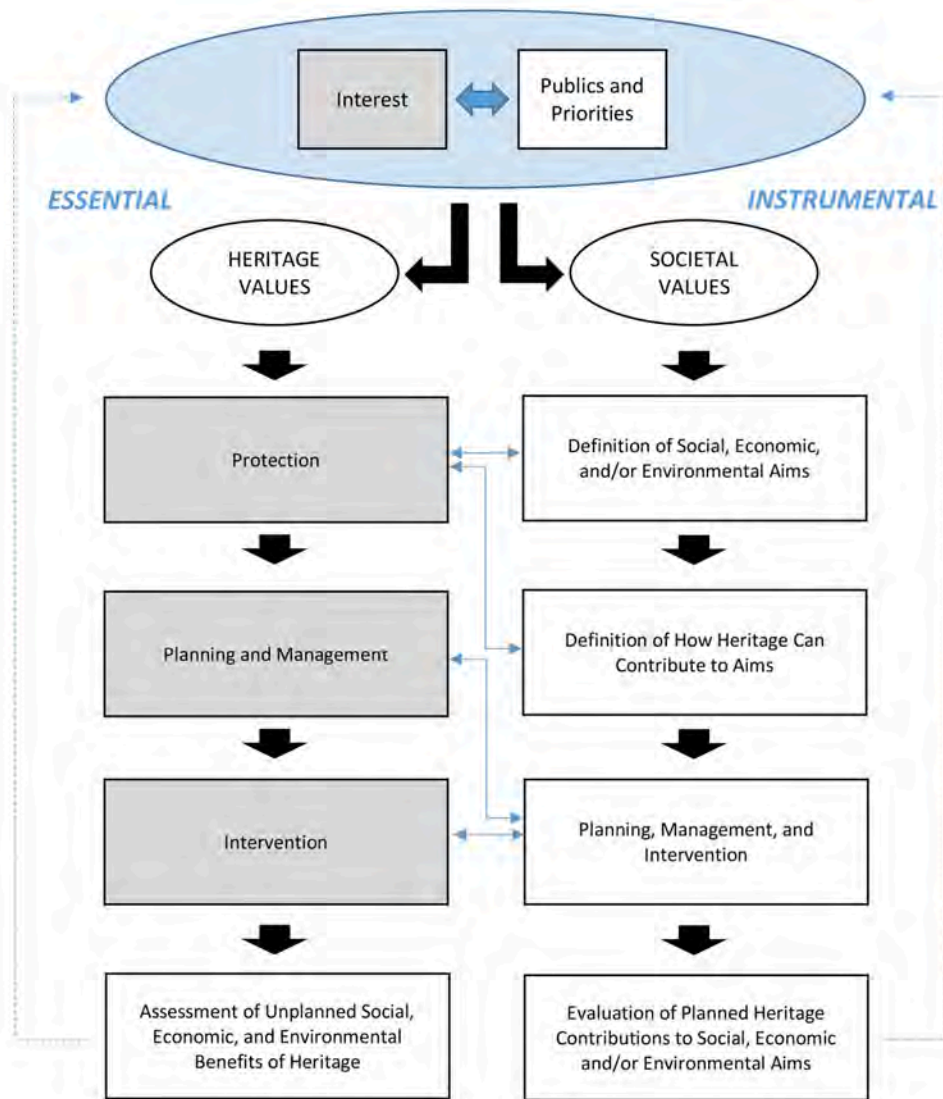 Interest
Publics and
Priorities
ESSENTIAL
INSTRUMENTAL
HERITAGE
VALUES
SOCIETAL
VALUES
Protection
Definition of Social, Economic,
and/or Environmental Aims
Planning and Management
Definition of How Heritage Can
Contribute to Aims
Intervention
Planning, Management, and
Intervention
Assessment of Unplanned Social,
Economic, and Environmental
Benefits of Heritage
Evaluation of Planned Heritage
Contributions to Social, Economic
and/or Environmental Aims